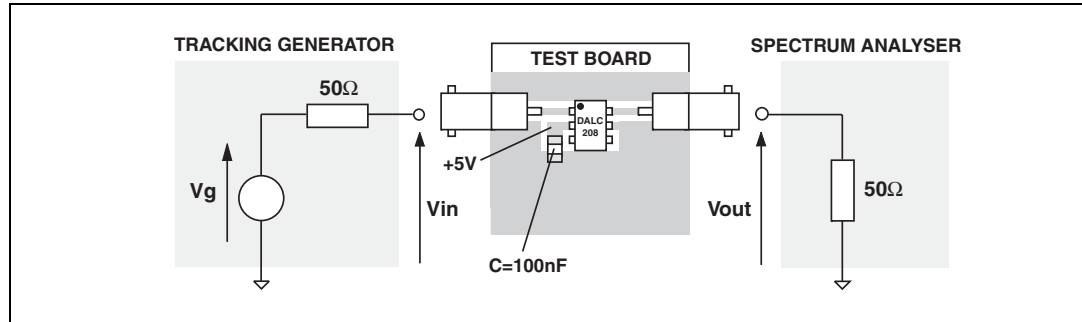 TRACKING GENERATOR
TEST BOARD
SPECTRUM ANALYSER
50Ω
DALC
208
+5V
Vg
Vin
Vout
50Ω
C=100nF